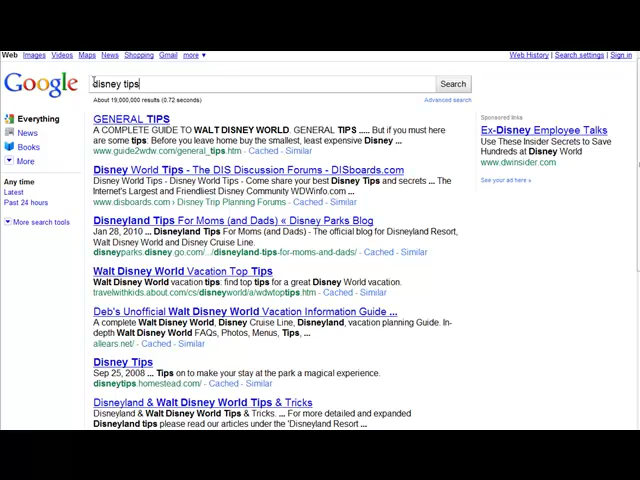 Web Images Videos Maps News Shopping Gmail more ▼
Web History | Search settings | Sign in
Google
disney tips
Search
About 19,000,000 results (0.72 seconds)
Advanced search
Everything
News
Books
More
Any time
Latest
Past 24 hours
More search tools
GENERAL TIPS
A COMPLETE GUIDE TO WALT DISNEY WORLD. GENERAL TIPS ..... But if you must here
are some tips: Before you leave home buy the smallest, least expensive Disney ...
www.guide2wdw.com/general_tips.htm - Cached - Similar
Disney World Tips - The DIS Discussion Forums - DISboards.com
Disney World Tips - Disney World Tips - Come share your best Disney Tips and secrets ... The
Internet's Largest and Friendliest Disney Community WDWinfo.com ...
www.disboards.com › Disney Trip Planning Forums - Cached
Disneyland Tips For Moms (and Dads) « Disney Parks Blog
Jan 28, 2010 ... Disneyland Tips For Moms (and Dads) - The official blog for Disneyland Resort,
Walt Disney World and Disney Cruise Line.
disneyparks.disney.go.com/.../disneyland-tips-for-moms-and-dads/ - Cached - Similar
Walt Disney World Vacation Top Tips
Walt Disney World vacation tips: find top tips for a great Disney World vacation.
travelwithkids.about.com/cs/disneyworld/a/wdwtoptips.htm - Cached - Similar
Deb's Unofficial Walt Disney World Vacation Information Guide ...
A complete Walt Disney World, Disney Cruise Line, Disneyland, vacation planning Guide. In-
depth Walt Disney World FAQs, Photos, Menus, Tips, ...
allears.net/ - Cached - Similar
Disney Tips
Sep 25, 2008 ... Tips on to make your stay at the park a magical experience.
disneytips.homestead.com/ - Cached - Similar
Disneyland & Walt Disney World Tips & Tricks
Disneyland & Walt Disney World Tips & Tricks. ... For more detailed and expanded
Disneyland tips please read our articles under the 'Disneyland Resort ...
Sponsored links
Ex-Disney Employee Talks
Use These Insider Secrets to Save
Hundreds at Disney World
www.dwinsider.com
See your ad here »